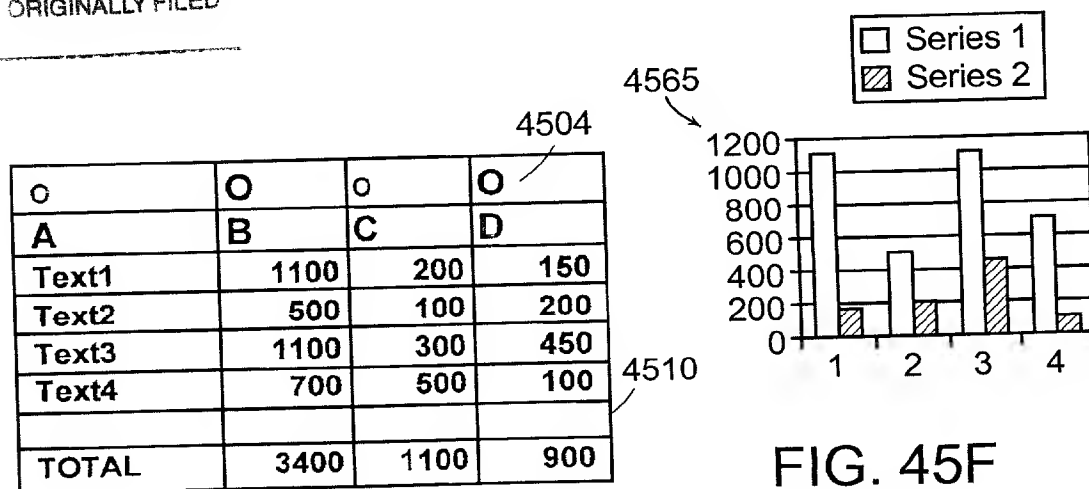 ORIGINALLY FILED
4504
o O o O
A B C D
Text1 1100 200 150
Text2 500 100 200
Text3 1100 300 450
Text4 700 500 100
TOTAL 3400 1100 900
4510
4565
Series 1
Series 2
1200
1000
800
600
400
200
0
1 2 3 4
FIG. 45F